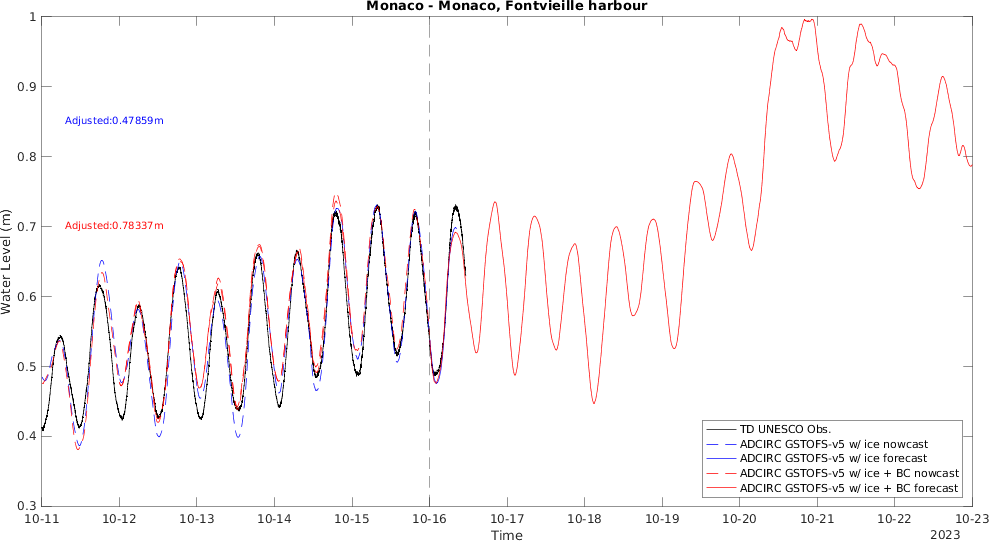 Monaco - Monaco, Fontvieille harbour
1
0.9
0.8
0.7
0.6
0.5
0.4
0.3
Water Level (m)
Adjusted:0.47859m
Adjusted:0.78337m
TD UNESCO Obs.
ADCIRC GSTOFS-v5 w/ ice nowcast
ADCIRC GSTOFS-v5 w/ ice forecast
ADCIRC GSTOFS-v5 w/ ice + BC nowcast
ADCIRC GSTOFS-v5 w/ ice + BC forecast
10-11 10-12 10-13 10-14 10-15 10-16 10-17 10-18 10-19 10-20 10-21 10-22 10-23
Time
2023